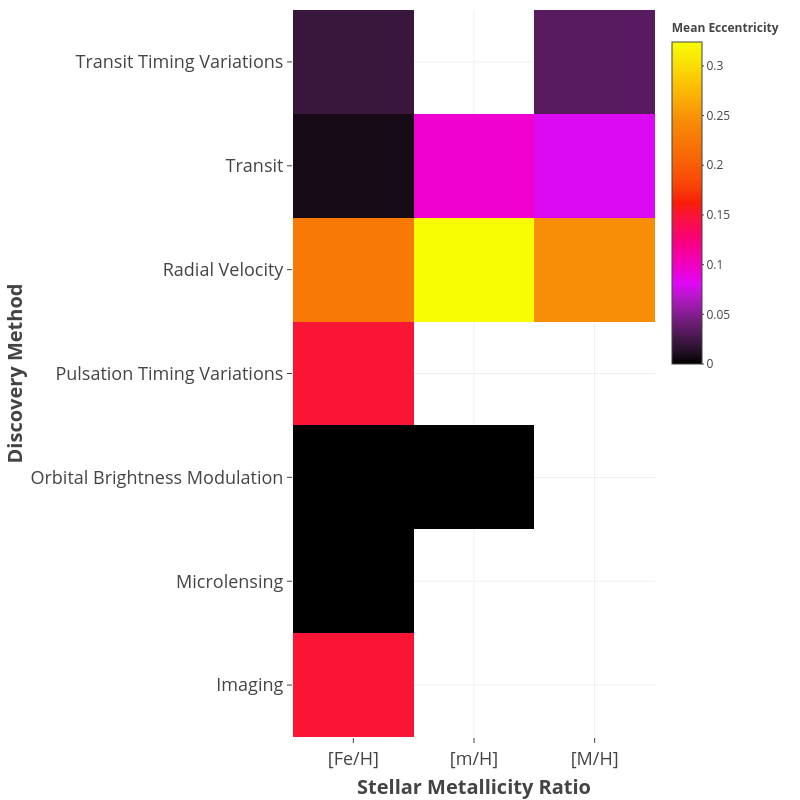 Mean Eccentricity
0.3
0.25
0.2
0.15
0.1
0.05
0
Discovery Method
Transit Timing Variations
Transit
Radial Velocity
Pulsation Timing Variations
Orbital Brightness Modulation
Microlensing
Imaging
[Fe/H]
[m/H]
[M/H]
Stellar Metallicity Ratio